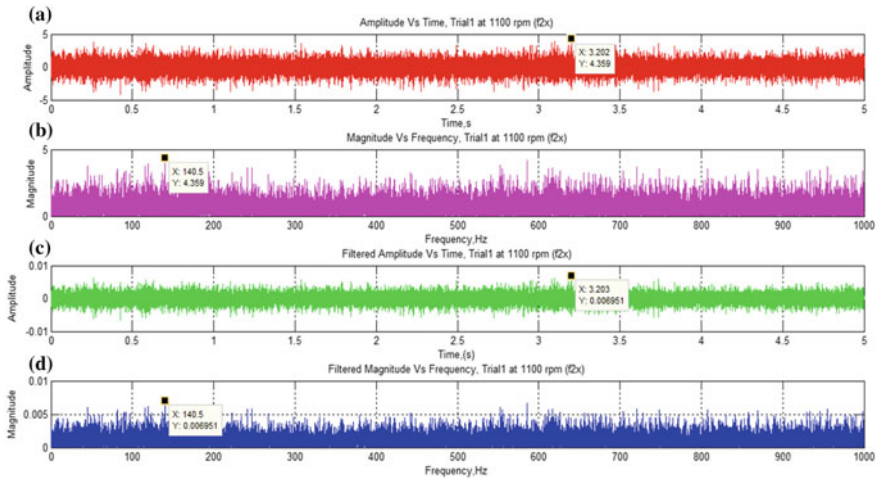 (a)
Amplitude Vs Time, Trial1 at 1100 rpm (f2x)
Amplitude
5
0
-5
X: 3.202
Y: 4.359
0 0.5 1 1.5 2 2.5 3 3.5 4 4.5 5
Time,s
(b)
Magnitude Vs Frequency, Trial1 at 1100 rpm (f2x)
Magnitude
5
0
X: 140.5
Y: 4.359
0 100 200 300 400 500 600 700 800 900 1000
Frequency,Hz
(c)
Filtered Amplitude Vs Time, Trial1 at 1100 rpm (f2x)
Amplitude
0.01
0
-0.01
X: 3.203
Y: 0.006951
0 0.5 1 1.5 2 2.5 3 3.5 4 4.5 5
Time,(s)
(d)
Filtered Magnitude Vs Frequency, Trial1 at 1100 rpm (f2x)
Magnitude
0.01
0.005
0
X: 140.5
Y: 0.006951
0 100 200 300 400 500 600 700 800 900 1000
Frequency,Hz